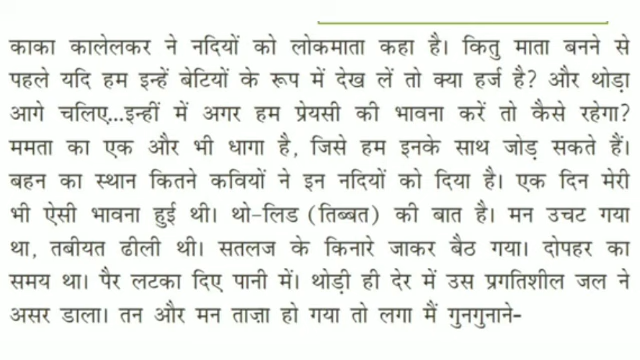 काका कालेलकर ने नदियों को लोकमाता कहा है। किंतु माता बनने से
पहले यदि हम इन्हें बेटियों के रूप में देख लें तो क्या हर्ज है? और थोड़ा
आगे चलिए...इन्हीं में अगर हम प्रेयसी की भावना करें तो कैसे रहेगा?
ममता का एक और भी धागा है, जिसे हम इनके साथ जोड़ सकते हैं।
बहन का स्थान कितने कवियों ने इन नदियों को दिया है। एक दिन मेरी
भी ऐसी भावना हुई थी। थो-लिड (तिब्बत) की बात है। मन उचट गया
था, तबीयत ढीली थी। सतलज के किनारे जाकर बैठ गया। दोपहर का
समय था। पैर लटका दिए पानी में। थोड़ी ही देर में उस प्रगतिशील जल ने
असर डाला। तन और मन ताज़ा हो गया तो लगा मैं गुनगुनाने-